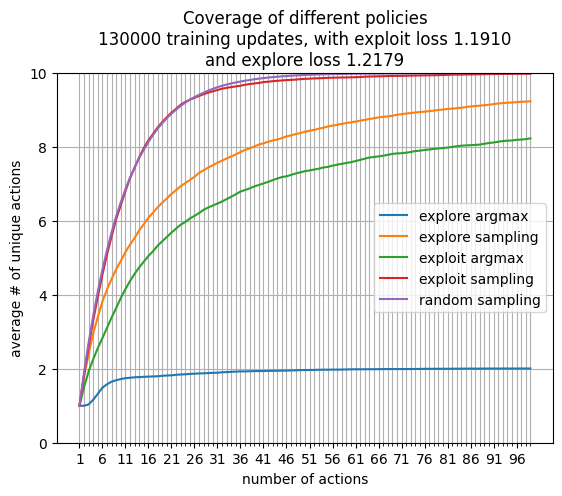 Coverage of different policies
130000 training updates, with exploit loss 1.1910
and explore loss 1.2179
average # of unique actions
10
8
6
4
2
0
explore argmax
explore sampling
exploit argmax
exploit sampling
random sampling
1 6 11 16 21 26 31 36 41 46 51 56 61 66 71 76 81 86 91 96
number of actions